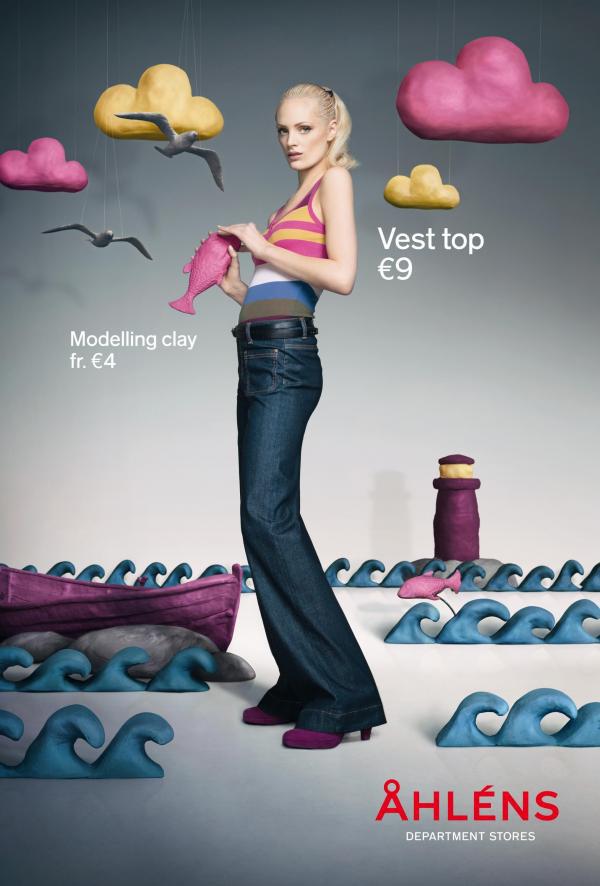 Vest top
€9
Modelling clay
fr. €4
ÅHLÉNS
DEPARTMENT STORES